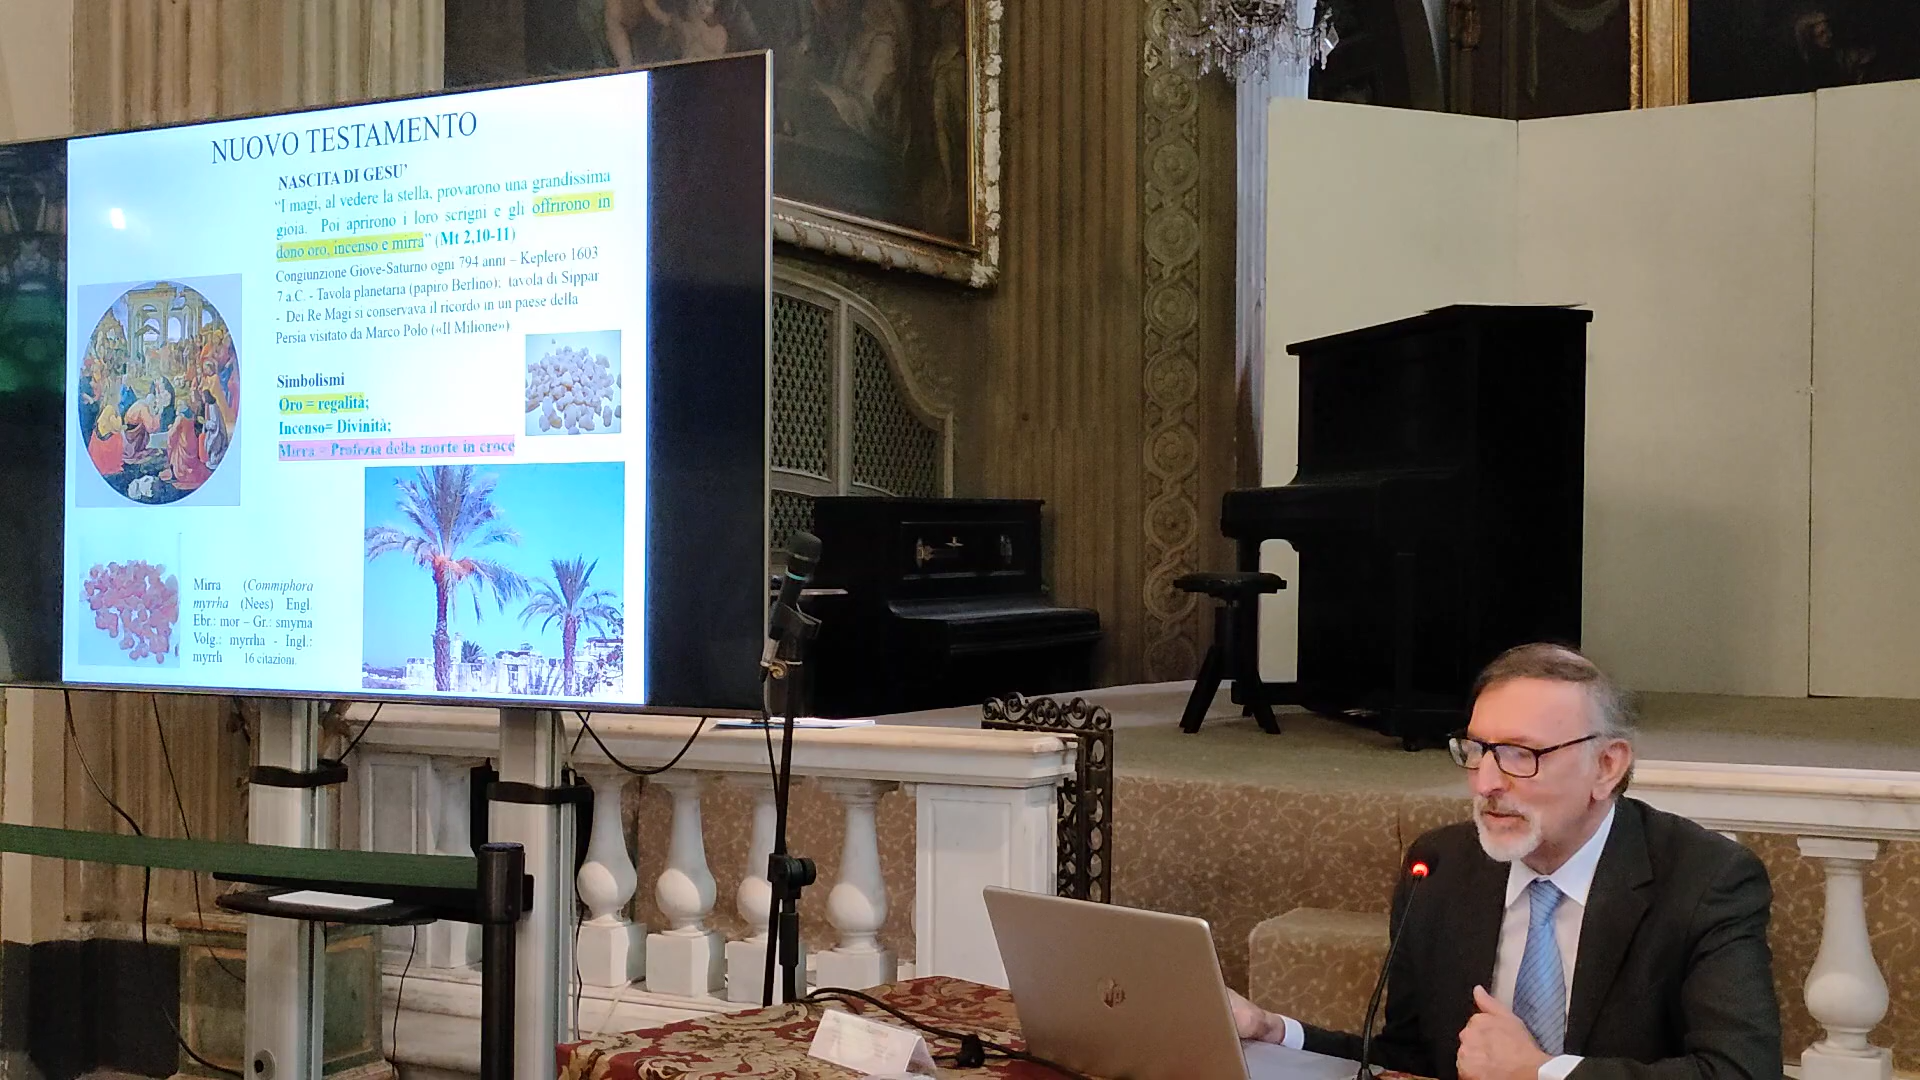 NUOVO TESTAMENTO
NASCITA DI GESU'
“I magi, al vedere la stella, provarono una grandissima
gioia. Poi aprirono i loro scrigni e gli offrirono in
dono oro, incenso e mirra” (Mt 2,10-11)
Congiunzione Giove-Saturno ogni 794 anni – Keplero 1603
7 a.C. - Tavola planetaria (papiro Berlino); tavola di Sippar
- Dei Re Magi si conservava il ricordo in un paese della
Persia visitato da Marco Polo («Il Milione»)
Simbolismi
Oro = regalità;
Incenso= Divinità;
Mirra = Profezia della morte in croce
Mirra (Commiphora
myrrha (Nees) Engl.
Ebr.: mor – Gr.: smyrna
Volg.: myrrha - Ingl.:
myrrh 16 citazioni.
hp